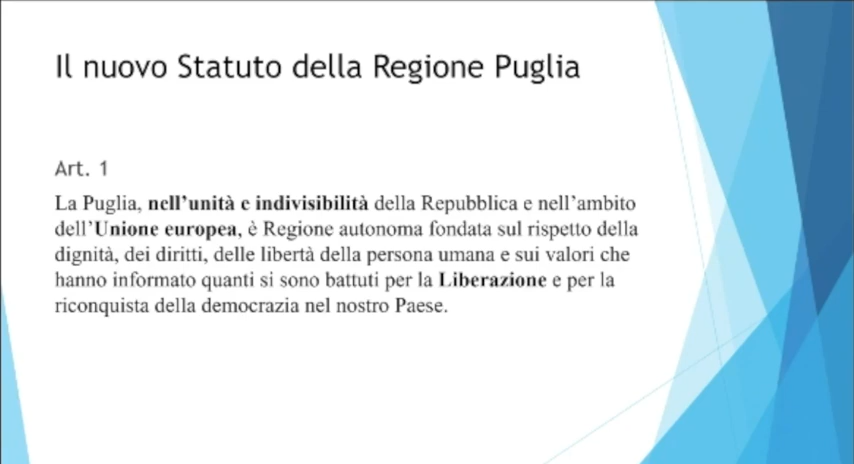 Il nuovo Statuto della Regione Puglia
Art. 1
La Puglia, nell’unità e indivisibilità della Repubblica e nell’ambito
dell’Unione europea, è Regione autonoma fondata sul rispetto della
dignità, dei diritti, delle libertà della persona umana e sui valori che
hanno informato quanti si sono battuti per la Liberazione e per la
riconquista della democrazia nel nostro Paese.